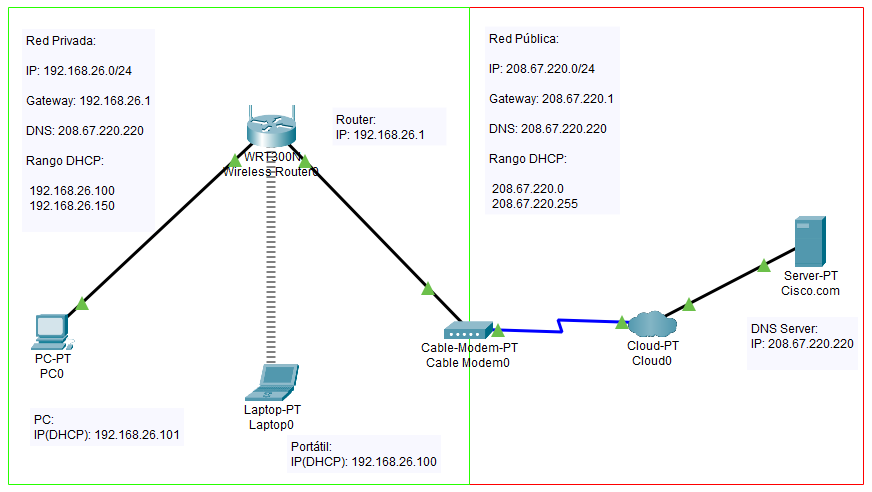 Red Privada:
IP: 192.168.26.0/24
Gateway: 192.168.26.1
DNS: 208.67.220.220
Rango DHCP:
192.168.26.100
192.168.26.150
WRT300N
Wireless Router0
Router:
IP: 192.168.26.1
PC-PT
PC0
PC:
IP(DHCP): 192.168.26.101
Laptop-PT
Laptop0
Portátil:
IP(DHCP): 192.168.26.100
Cable-Modem-PT
Cable Modem0
Red Pública:
IP: 208.67.220.0/24
Gateway: 208.67.220.1
DNS: 208.67.220.220
Rango DHCP:
208.67.220.0
208.67.220.255
Server-PT
Cisco.com
Cloud-PT
Cloud0
DNS Server:
IP: 208.67.220.220